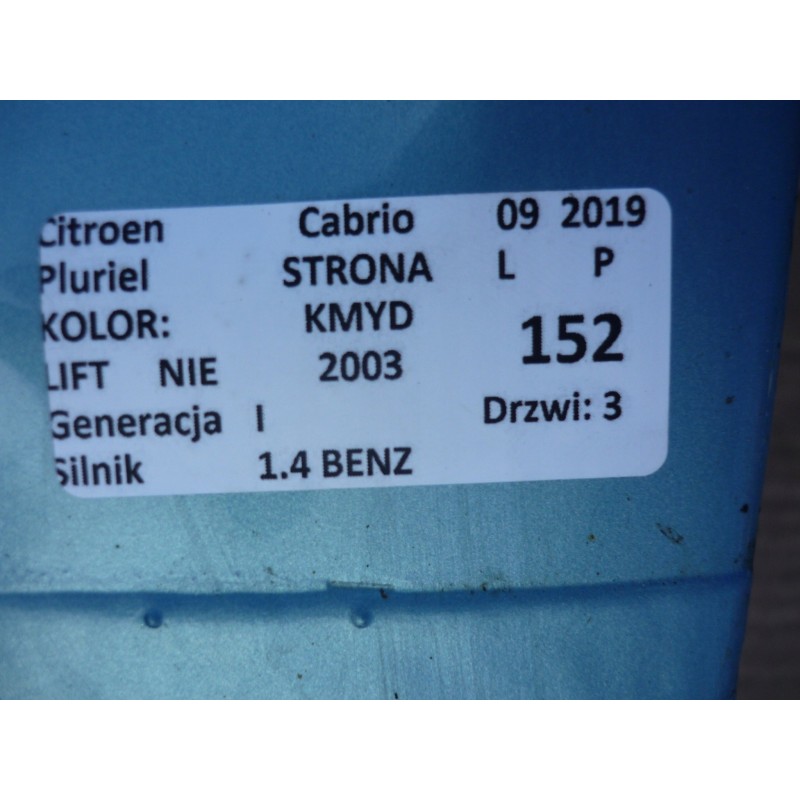 Citroen Cabrio 09 2019
Pluriel STRONA L P
KOLOR: KMYD 152
LIFT NIE 2003
Generacja I Drzwi: 3
Silnik 1.4 BENZ